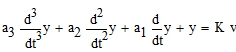 a₃ d³/dt³ y + a₂ d²/dt² y + a₁ d/dt y + y = K v